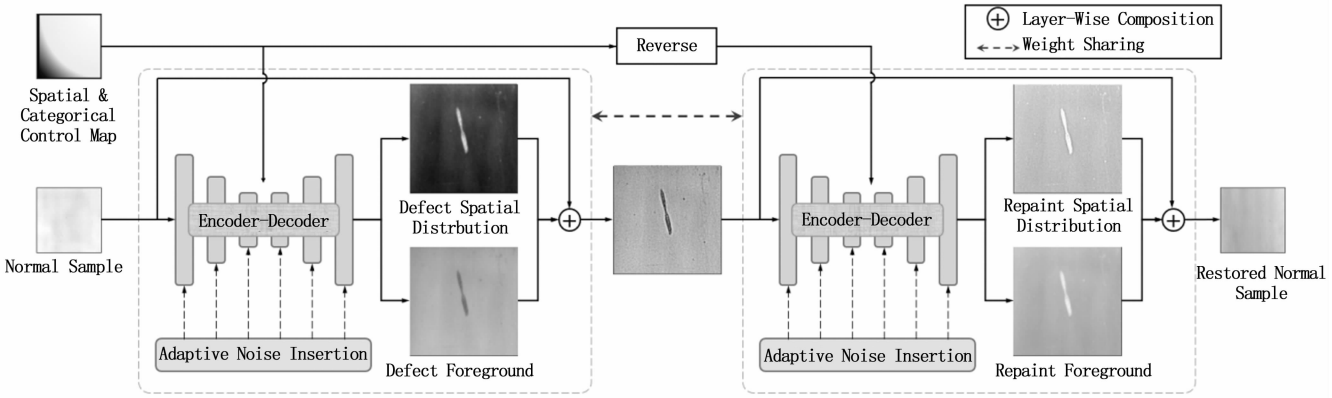 Reverse
Layer-Wise Composition
Weight Sharing
Spatial &
Categorical
Control Map
Normal Sample
Encoder-Decoder
Adaptive Noise Insertion
Defect Spatial
Distrbution
Defect Foreground
Encoder-Decoder
Adaptive Noise Insertion
Repaint Spatial
Distribution
Repaint Foreground
Restored Normal
Sample